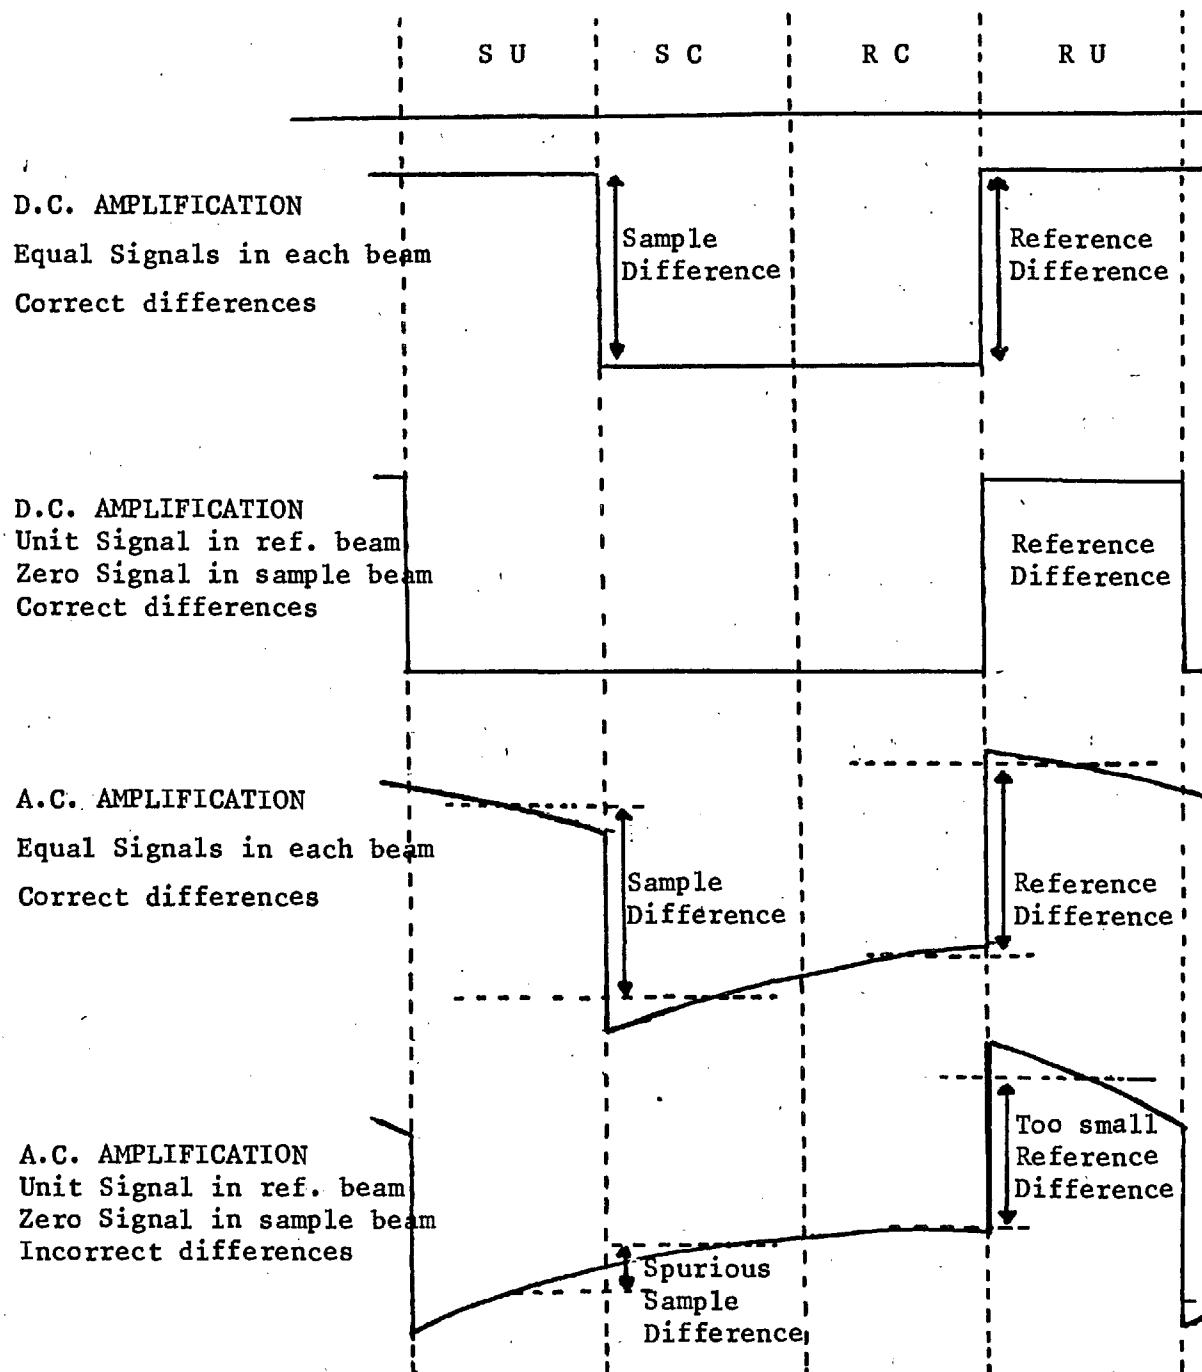 S U
S C
R C
R U
D.C. AMPLIFICATION
Equal Signals in each beam
Correct differences
Sample
Difference
Reference
Difference
D.C. AMPLIFICATION
Unit Signal in ref. beam
Zero Signal in sample beam
Correct differences
Reference
Difference
A.C. AMPLIFICATION
Equal Signals in each beam
Correct differences
Sample
Difference
Reference
Difference
A.C. AMPLIFICATION
Unit Signal in ref. beam
Zero Signal in sample beam
Incorrect differences
Too small
Reference
Difference
Spurious
Sample
Difference